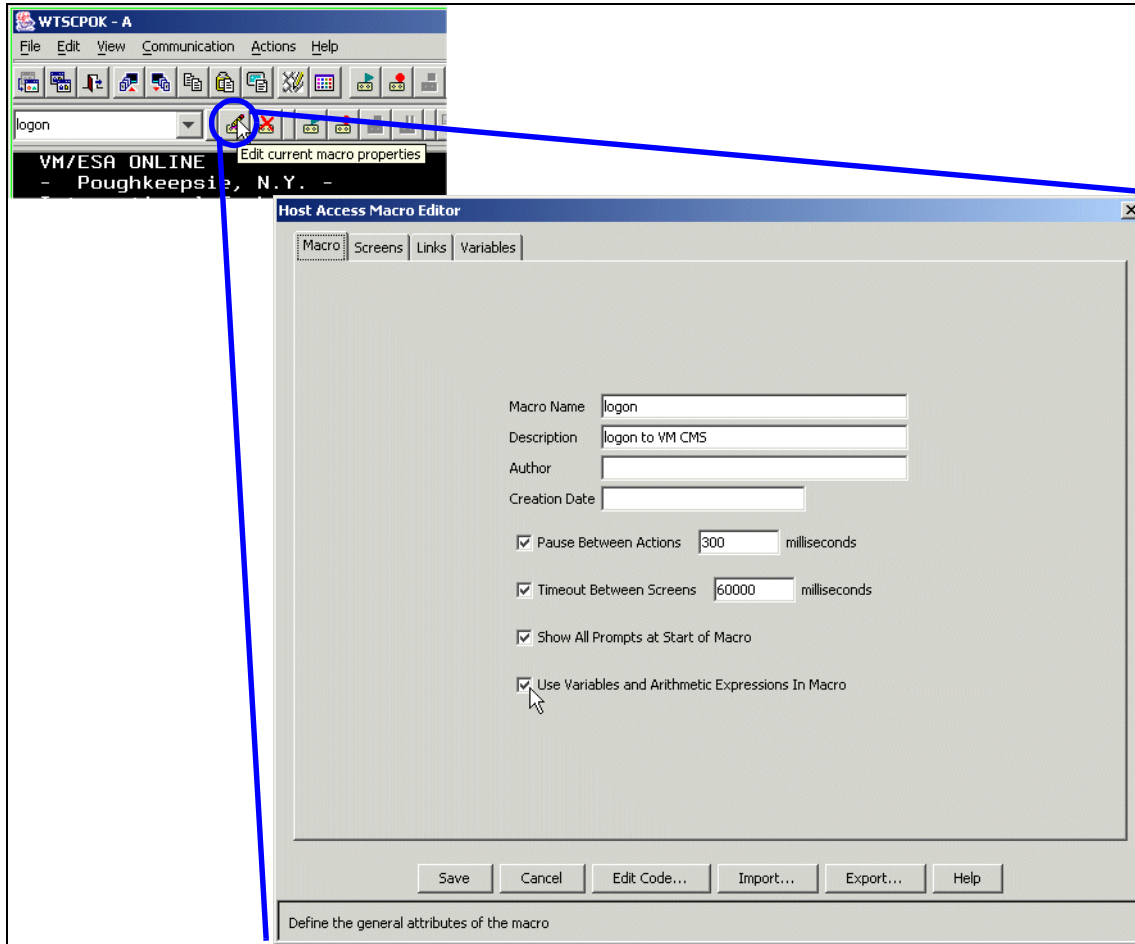 WTSCPOK - A
File Edit View Communication Actions Help
logon
Edit current macro properties
VM/ESA ONLINE
- Poughkeepsie, N.Y. -
Host Access Macro Editor
Macro Screens Links Variables
Macro Name logon
Description logon to VM CMS
Author
Creation Date
Pause Between Actions 300 milliseconds
Timeout Between Screens 60000 milliseconds
Show All Prompts at Start of Macro
Use Variables and Arithmetic Expressions In Macro
Save Cancel Edit Code... Import... Export... Help
Define the general attributes of the macro